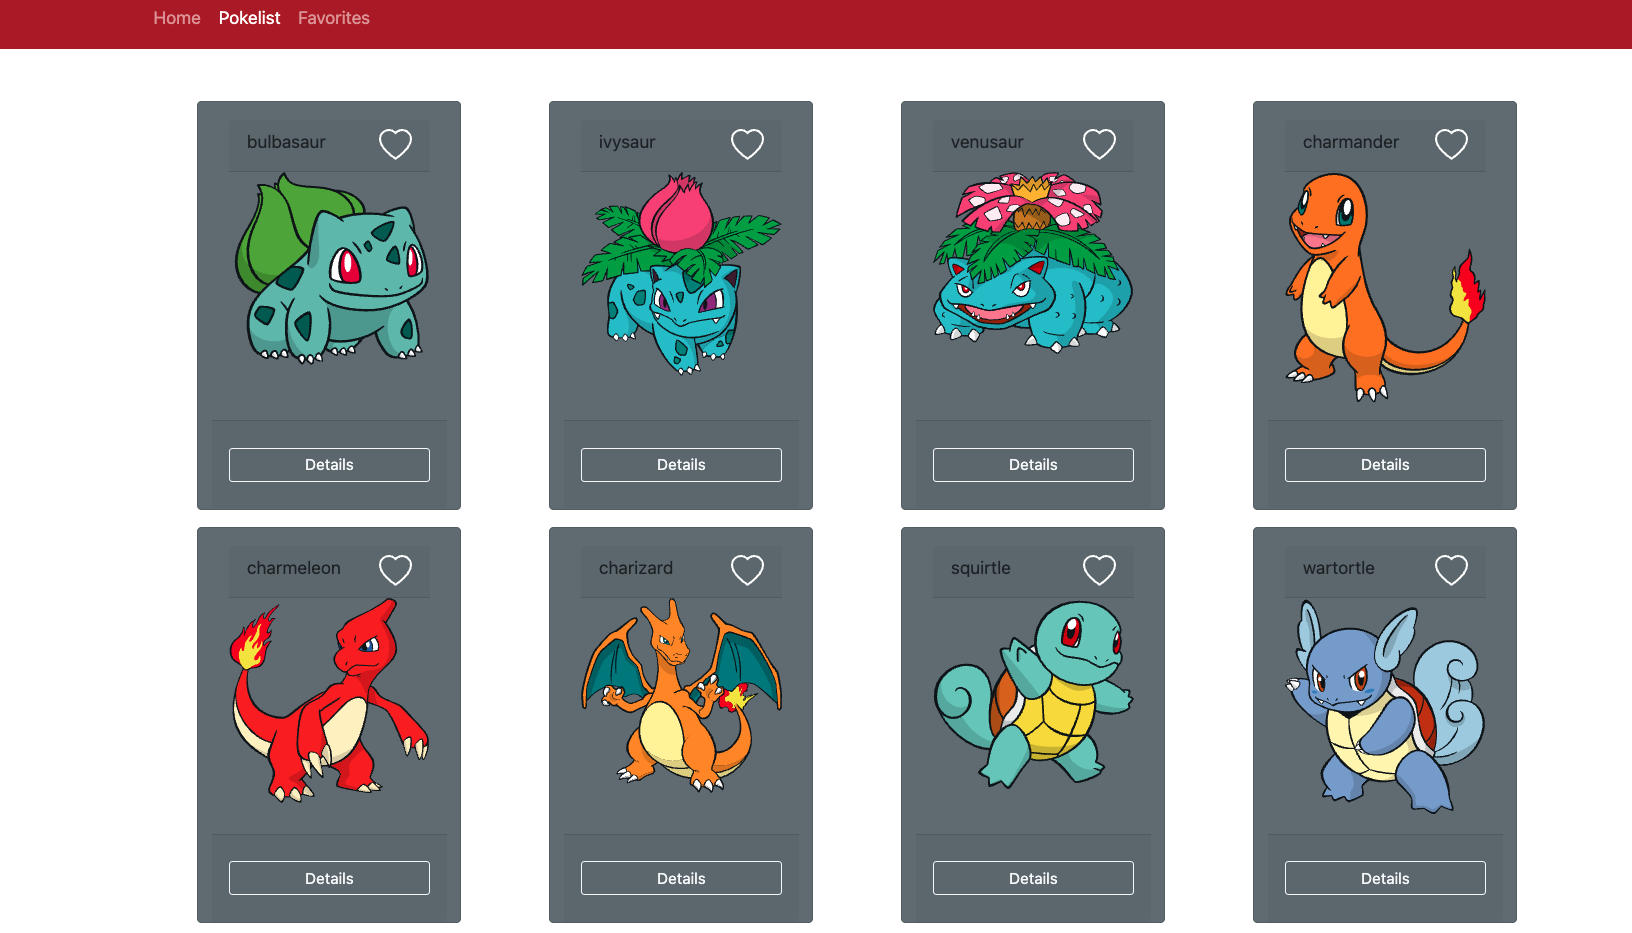 Home Pokelist Favorites
bulbasaur ivysaur venusaur charmander
Details Details Details Details
charmeleon charizard squirtle wartortle
Details Details Details Details